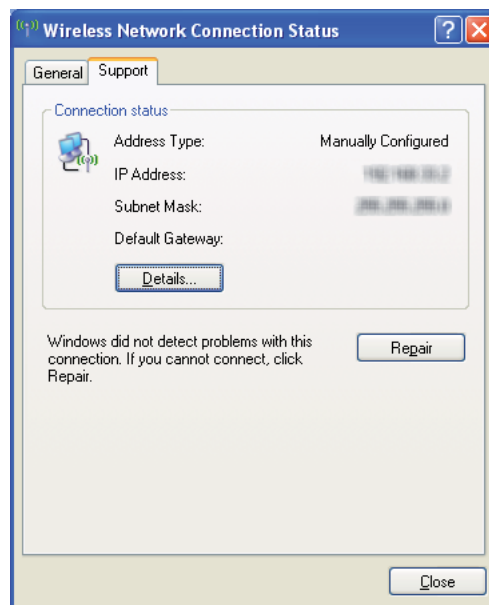 Wireless Network Connection Status
General
Support
Connection status
Address Type: Manually Configured
IP Address:
Subnet Mask:
Default Gateway:
Details...
Windows did not detect problems with this
connection. If you cannot connect, click
Repair.
Repair
Close